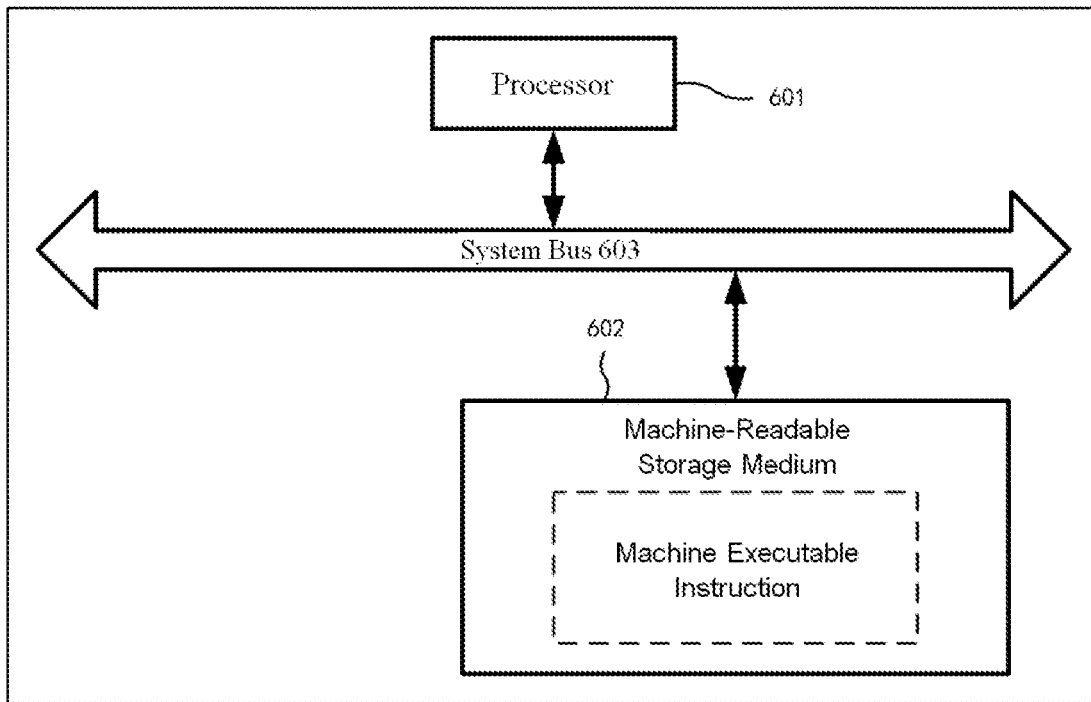 Processor
601
System Bus 603
602
Machine-Readable
Storage Medium
Machine Executable
Instruction